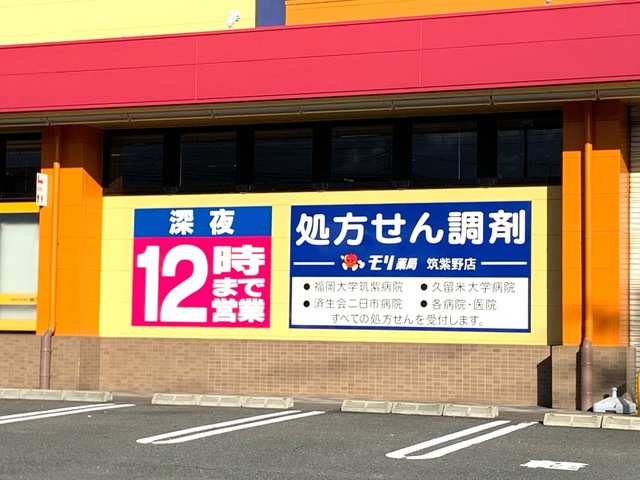 深夜
12時
まで
営業
処方せん調剤
モリ薬局 筑紫野店
●福岡大学筑紫病院 ●久留米大学病院
●済生会二日市病院 ●各病院・医院
すべての処方せんを受付します。